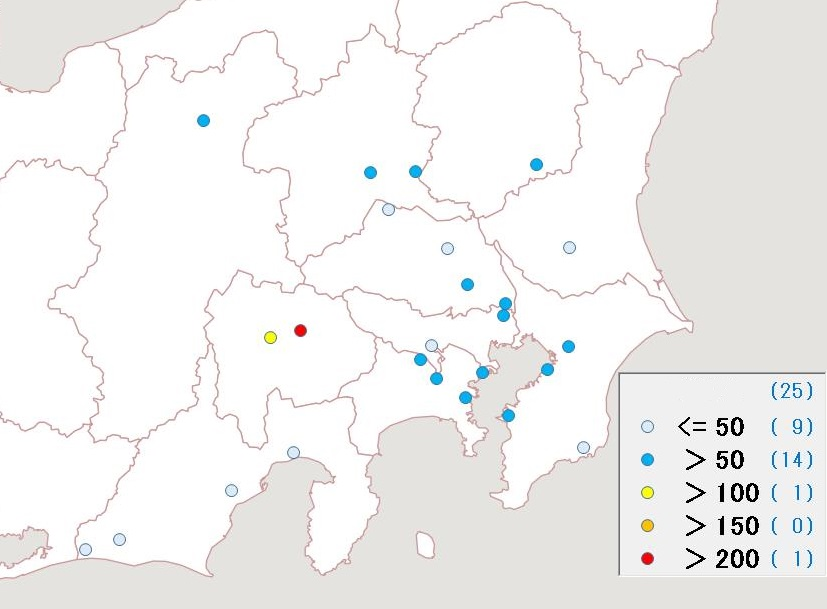 (25)
<= 50 ( 9)
> 50 (14)
> 100 ( 1)
> 150 ( 0)
> 200 ( 1)